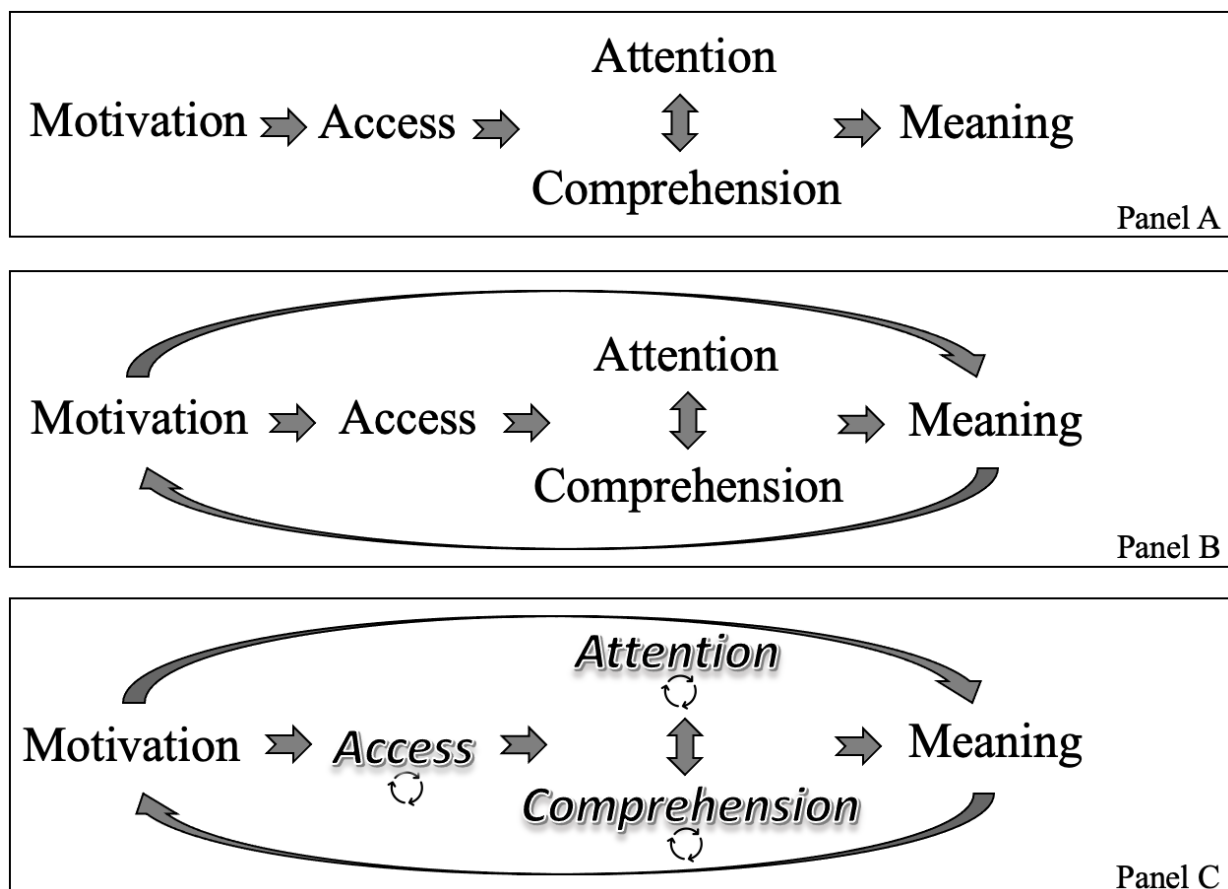 Attention
Motivation Access Meaning
Comprehension
Panel A
Attention
Motivation Access Meaning
Comprehension
Panel B
Attention
Motivation Access Meaning
Comprehension
Panel C